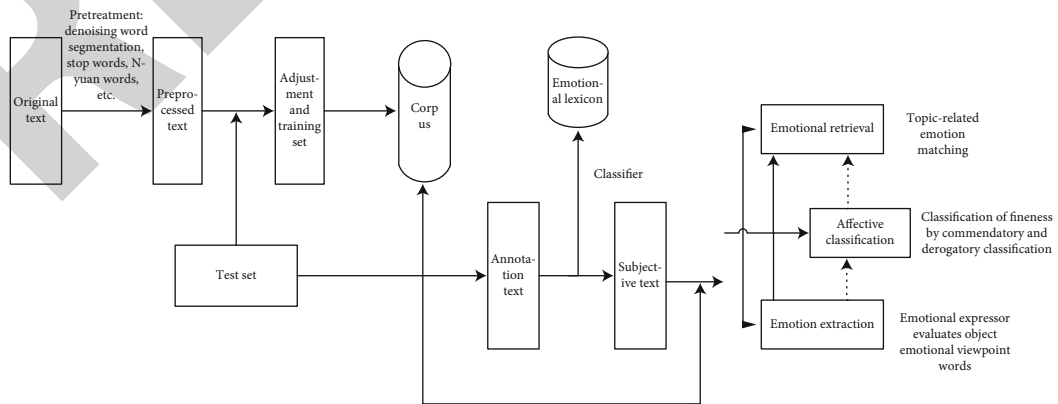 Pretreatment:
denoising word
segmentation,
stop words, N-
yuan words,
etc.
Original
text
Prepro-
cessed
text
Adjust-
ment
and
training
set
Corp
us
Emotion-
al lexicon
Classifier
Test set
Annota-
tion
text
Subject-
ive text
Emotional retrieval
Topic-related
emotion
matching
Affective
classification
Classification of fineness
by commendatory and
derogatory classification
Emotion extraction
Emotional expressor
evaluates object
emotional viewpoint
words